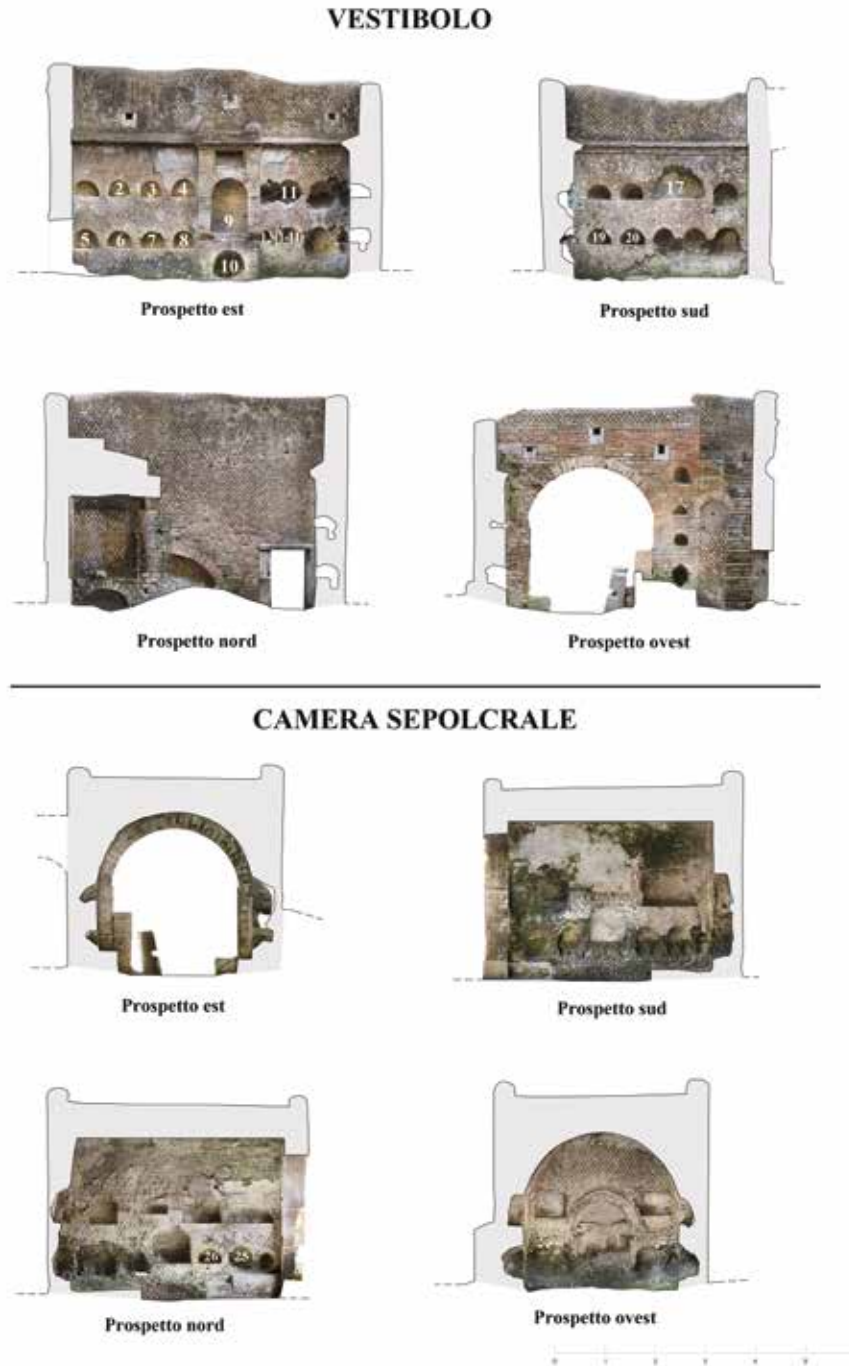 VESTIBOLO
2 3 4 11
9
5 6 7 8
10
17
19 20
Prospetto est
Prospetto sud
Prospetto nord
Prospetto ovest
CAMERA SEPOLCRALE
Prospetto est
Prospetto sud
26 25
Prospetto nord
Prospetto ovest